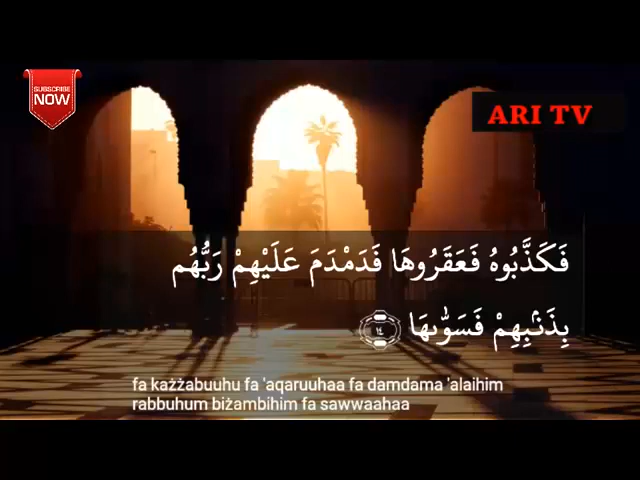 SUBSCRIBE
NOW
ARI TV
فَكَذَّبُوهُ فَعَقَرُوهَا فَدَمْدَمَ عَلَيْهِمْ رَبُّهُم
بِذَنۢبِهِمْ فَسَوَّىٰهَا ١٤
fa każżabuuhu fa 'aqaruuhaa fa damdama 'alaihim
rabbuhum biżambihim fa sawwaahaa